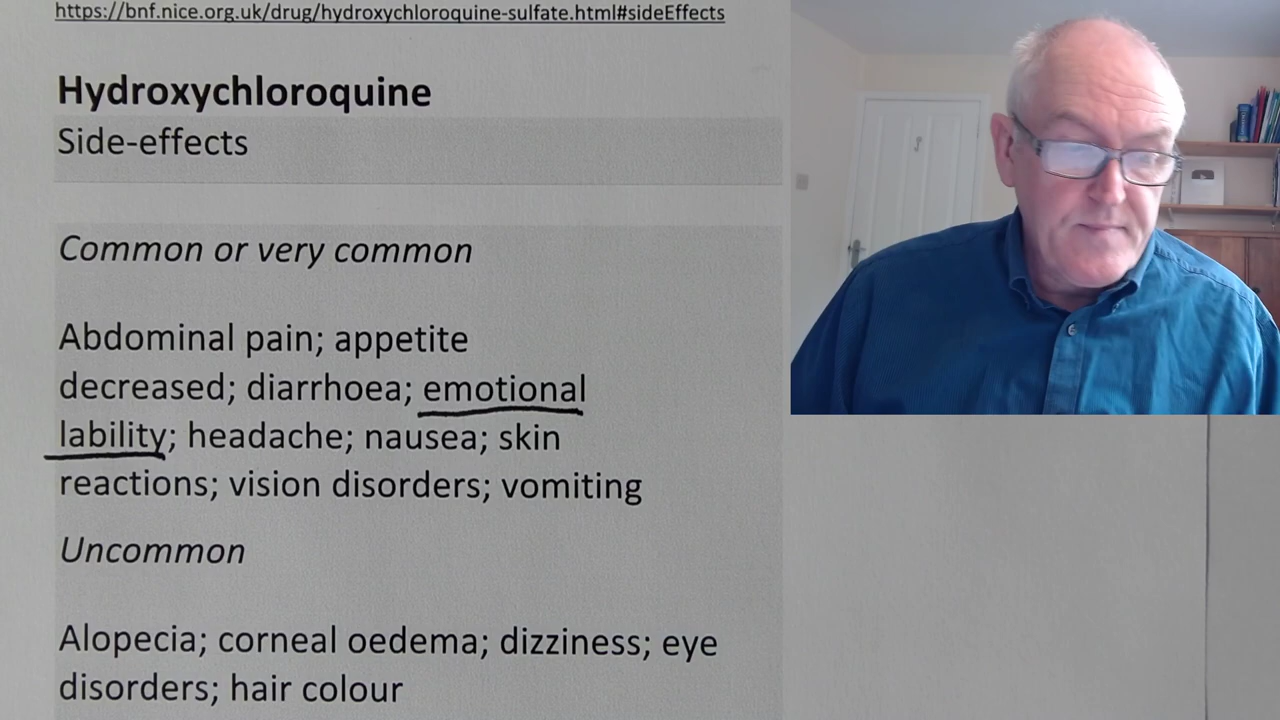 https://bnf.nice.org.uk/drug/hydroxychloroquine-sulfate.html#sideEffects
Hydroxychloroquine
Side-effects
Common or very common
Abdominal pain; appetite
decreased; diarrhoea; emotional
lability; headache; nausea; skin
reactions; vision disorders; vomiting
Uncommon
Alopecia; corneal oedema; dizziness; eye
disorders; hair colour